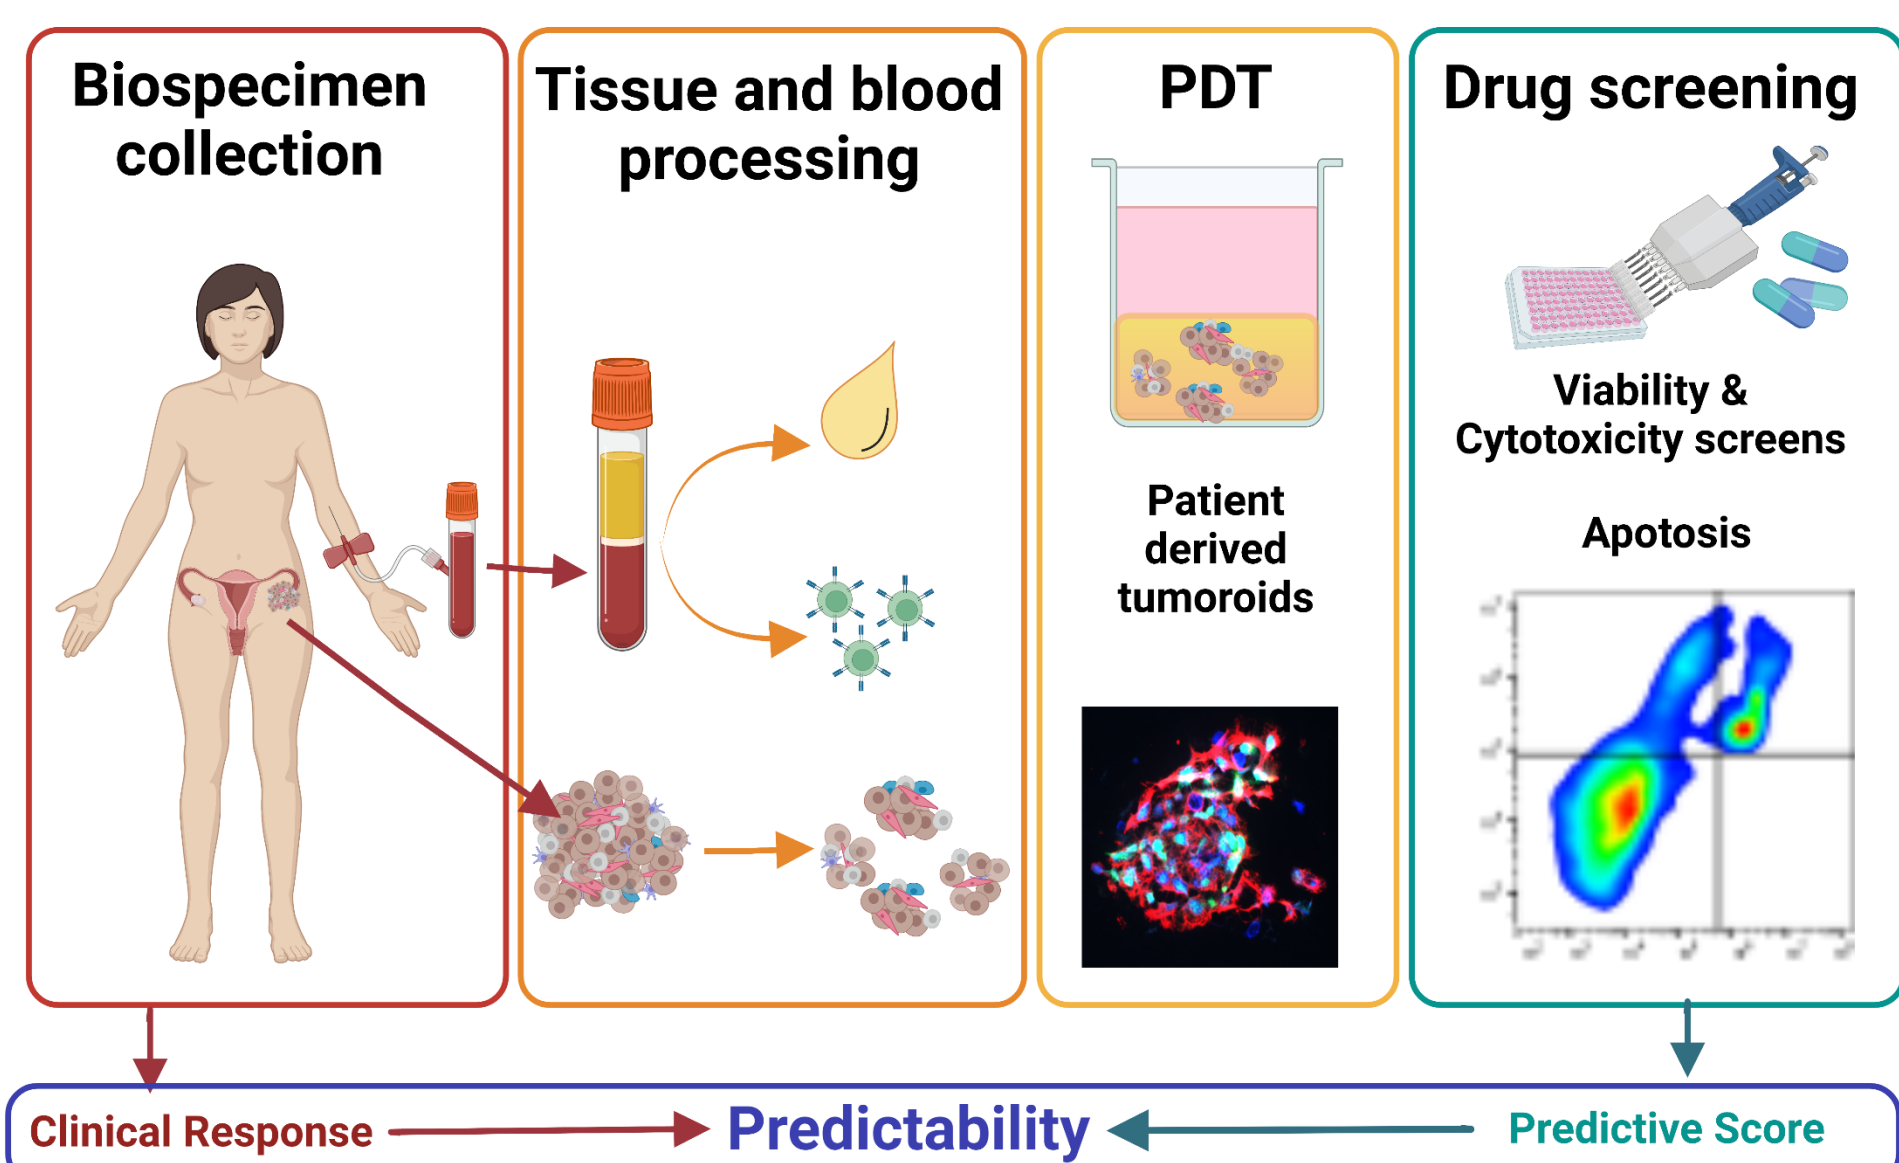 Biospecimen
collection
Tissue and blood
processing
PDT
Patient
derived
tumoroids
Drug screening
Viability &
Cytotoxicity screens
Apotosis
Clinical Response
Predictability
Predictive Score